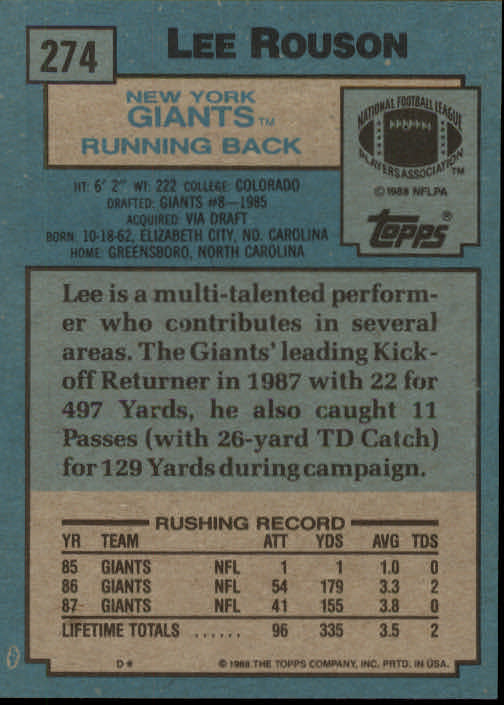 274
LEE ROUSON
NEW YORK
GIANTS™
RUNNING BACK
NATIONAL FOOTBALL LEAGUE
PLAYERS ASSOCIATION™
©1988 NFLPA
TOPPS®
HT: 6' 2" WT: 222 COLLEGE: COLORADO
DRAFTED: GIANTS #8—1985
ACQUIRED: VIA DRAFT
BORN: 10-18-62, ELIZABETH CITY, NO. CAROLINA
HOME: GREENSBORO, NORTH CAROLINA
Lee is a multi-talented perform-
er who contributes in several
areas. The Giants' leading Kick-
off Returner in 1987 with 22 for
497 Yards, he also caught 11
Passes (with 26-yard TD Catch)
for 129 Yards during campaign.
RUSHING RECORD
YR TEAM ATT YDS AVG TDS
85 GIANTS NFL 1 1 1.0 0
86 GIANTS NFL 54 179 3.3 2
87 GIANTS NFL 41 155 3.8 0
LIFETIME TOTALS ...... 96 335 3.5 2
D* ©1988 THE TOPPS COMPANY, INC. PRTD. IN USA.